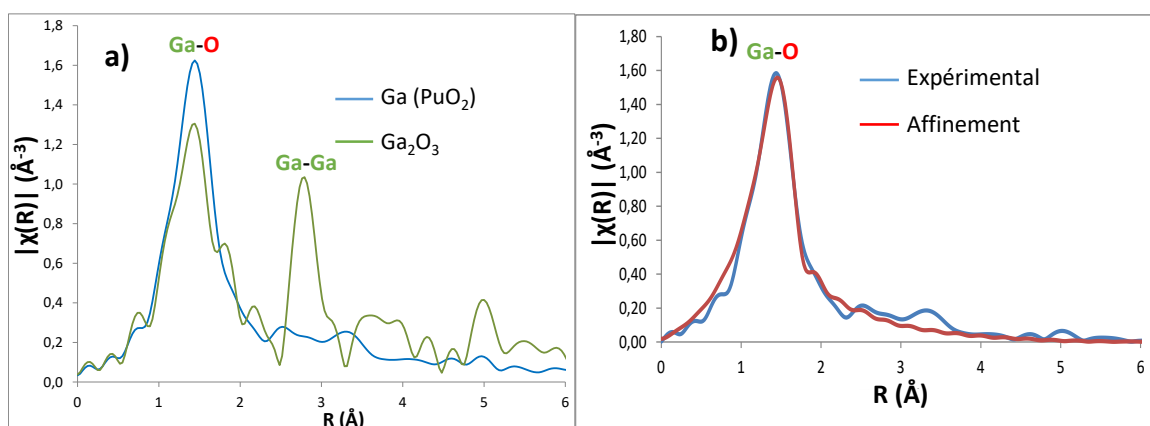 a)
Ga-O
Ga (PuO₂)
Ga₂O₃
Ga-Ga
|χ(R)| (Å⁻³)
1,8
1,6
1,4
1,2
1,0
0,8
0,6
0,4
0,2
0,0
0 1 2 3 4 5 6
R (Å)
b)
Ga-O
Expérimental
Affinement
|χ(R)| (Å⁻³)
1,80
1,60
1,40
1,20
1,00
0,80
0,60
0,40
0,20
0,00
0 1 2 3 4 5 6
R (Å)